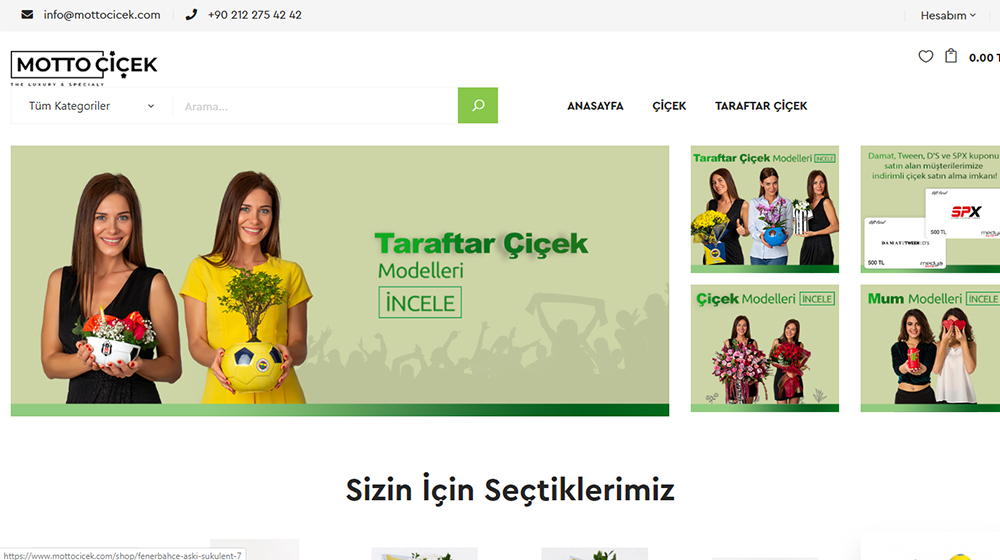 info@mottocicek.com
+90 212 275 42 42
Hesabım
MOTTO ÇİÇEK
THE LUXURY & SPECIALY
0.00
Tüm Kategoriler
Arama...
ANASAYFA
ÇİÇEK
TARAFTAR ÇİÇEK
Taraftar Çiçek
Modelleri
İNCELE
Taraftar Çiçek Modelleri İNCELE
Damat, Tween, D'S ve SPX kuponu
satın alan müşterilerimize
indirimli çiçek satın alma imkanı!
SPX
500 TL
DAMAT/TWEEN/D'S
500 TL
Çiçek Modelleri İNCELE
Mum Modelleri İNCELE
Sizin İçin Seçtiklerimiz
https://www.mottocicek.com/shop/fenerbahce-aski-sukulent-7